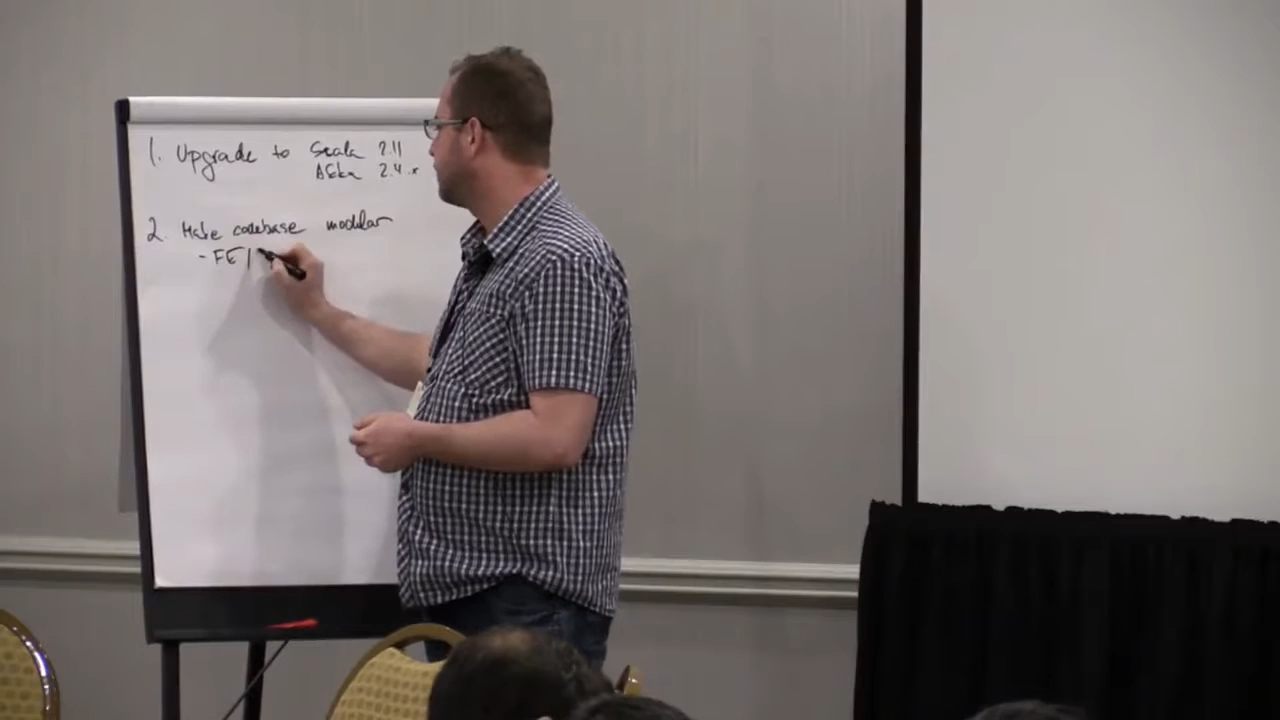 1. Upgrade to Scala 2.11
Akka 2.4.x
2. Make codebase modular
- FE/